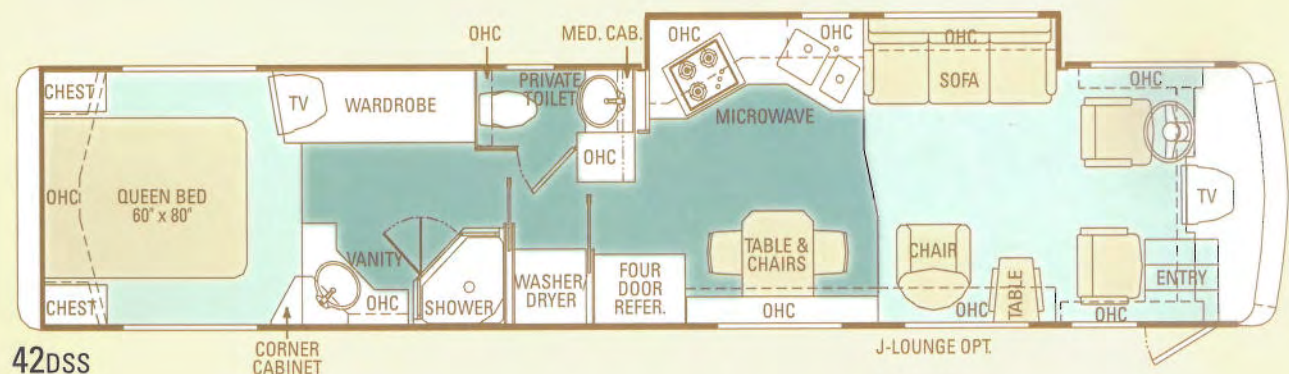 OHC
MED. CAB.
OHC
OHC
OHC
CHEST
TV
WARDROBE
PRIVATE
TOILET
SOFA
OHC
MICROWAVE
OHC
OHC
QUEEN BED
60" x 80"
TV
VANITY
TABLE &
CHAIRS
CHAIR
ENTRY
CHEST
OHC
SHOWER
WASHER/
DRYER
FOUR
DOOR
REFER.
OHC
OHC
TABLE
OHC
42DSS
CORNER
CABINET
J-LOUNGE OPT.